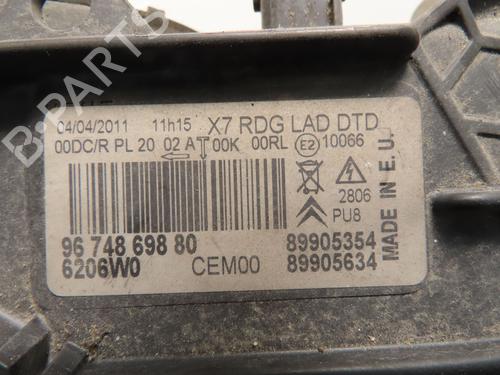 04/04/2011 11h15 X7 RDG LAD DTD
00DC/R PL 20 02 A 00K 00RL E2 10066
2806
PU8
96 748 698 80 89905354
6206W0 CEM00 89905634
MADE IN E.U.
B-PARTS